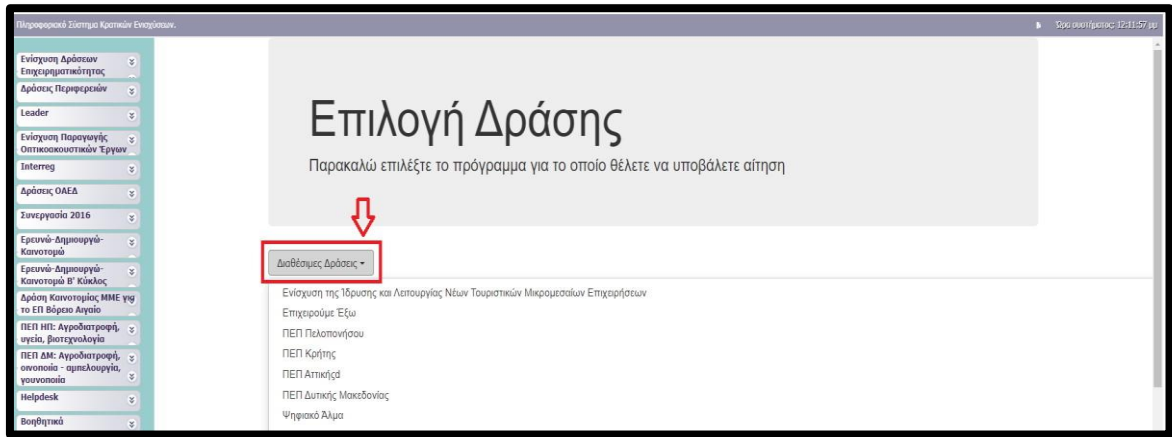 Πληροφοριακό Σύστημα Κρατικών Ενισχύσεων.
Ώρα συστήματος: 12:11:57 μμ
Ενίσχυση Δράσεων
Επιχειρηματικότητας
Δράσεις Περιφερειών
Leader
Ενίσχυση Παραγωγής
Οπτικοακουστικών Έργων
Interreg
Δράσεις ΟΑΕΔ
Συνεργασία 2016
Ερευνώ-Δημιουργώ-
Καινοτομώ
Ερευνώ-Δημιουργώ-
Καινοτομώ Β' Κύκλος
Δράση Καινοτομίας ΜΜΕ για
το ΕΠ Βόρειο Αιγαίο
ΠΕΠ ΗΠ: Αγροδιατροφή,
υγεία, βιοτεχνολογία
ΠΕΠ ΔΜ: Αγροδιατροφή,
οινοποιία - αμπελουργία,
γουνοποιία
Helpdesk
Βοηθητικά
Επιλογή Δράσης
Παρακαλώ επιλέξτε το πρόγραμμα για το οποίο θέλετε να υποβάλετε αίτηση
Διαθέσιμες Δράσεις
Ενίσχυση της Ίδρυσης και Λειτουργίας Νέων Τουριστικών Μικρομεσαίων Επιχειρήσεων
Επιχειρούμε Έξω
ΠΕΠ Πελοπονήσου
ΠΕΠ Κρήτης
ΠΕΠ Αττικήςd
ΠΕΠ Δυτικής Μακεδονίας
Ψηφιακό Άλμα